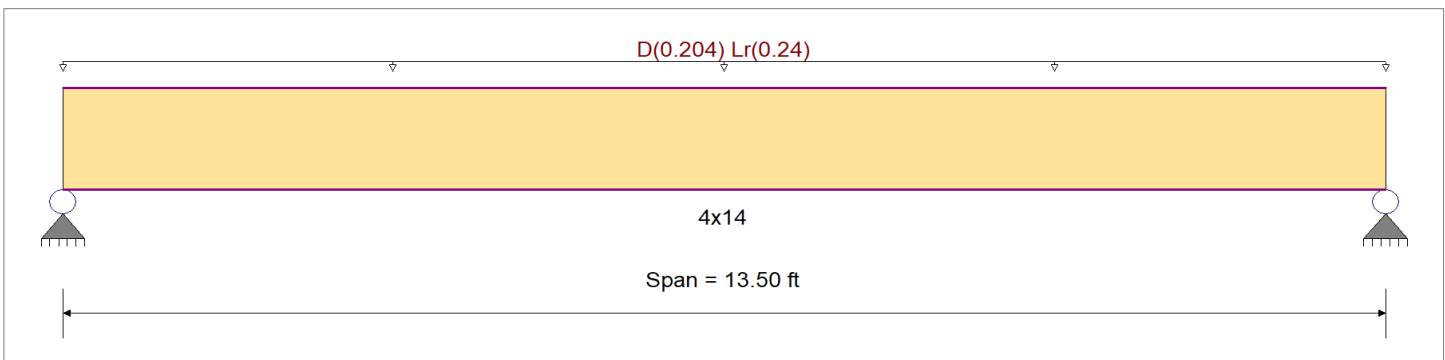 D(0.204) Lr(0.24)
4x14
Span = 13.50 ft